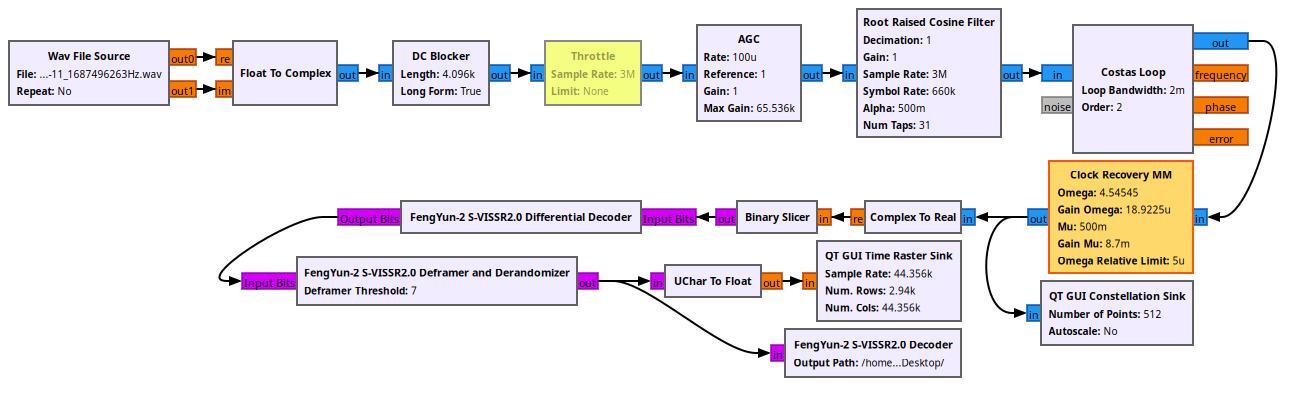 Wav File Source
File: ...-11_1687496263Hz.wav
Repeat: No
out0
out1
re
im
Float To Complex
out
in
DC Blocker
Length: 4.096k
Long Form: True
out
in
Throttle
Sample Rate: 3M
Limit: None
out
in
AGC
Rate: 100u
Reference: 1
Gain: 1
Max Gain: 65.536k
out
in
Root Raised Cosine Filter
Decimation: 1
Gain: 1
Sample Rate: 3M
Symbol Rate: 660k
Alpha: 500m
Num Taps: 31
out
in
noise
Costas Loop
Loop Bandwidth: 2m
Order: 2
out
frequency
phase
error
in
Clock Recovery MM
Omega: 4.54545
Gain Omega: 18.9225u
Mu: 500m
Gain Mu: 8.7m
Omega Relative Limit: 5u
out
in
Complex To Real
re
in
Binary Slicer
out
Input Bits
FengYun-2 S-VISSR2.0 Differential Decoder
Output Bits
Input Bits
FengYun-2 S-VISSR2.0 Deframer and Derandomizer
Deframer Threshold: 7
out
in
UChar To Float
out
in
QT GUI Time Raster Sink
Sample Rate: 44.356k
Num. Rows: 2.94k
Num. Cols: 44.356k
in
QT GUI Constellation Sink
Number of Points: 512
Autoscale: No
in
FengYun-2 S-VISSR2.0 Decoder
Output Path: /home...Desktop/